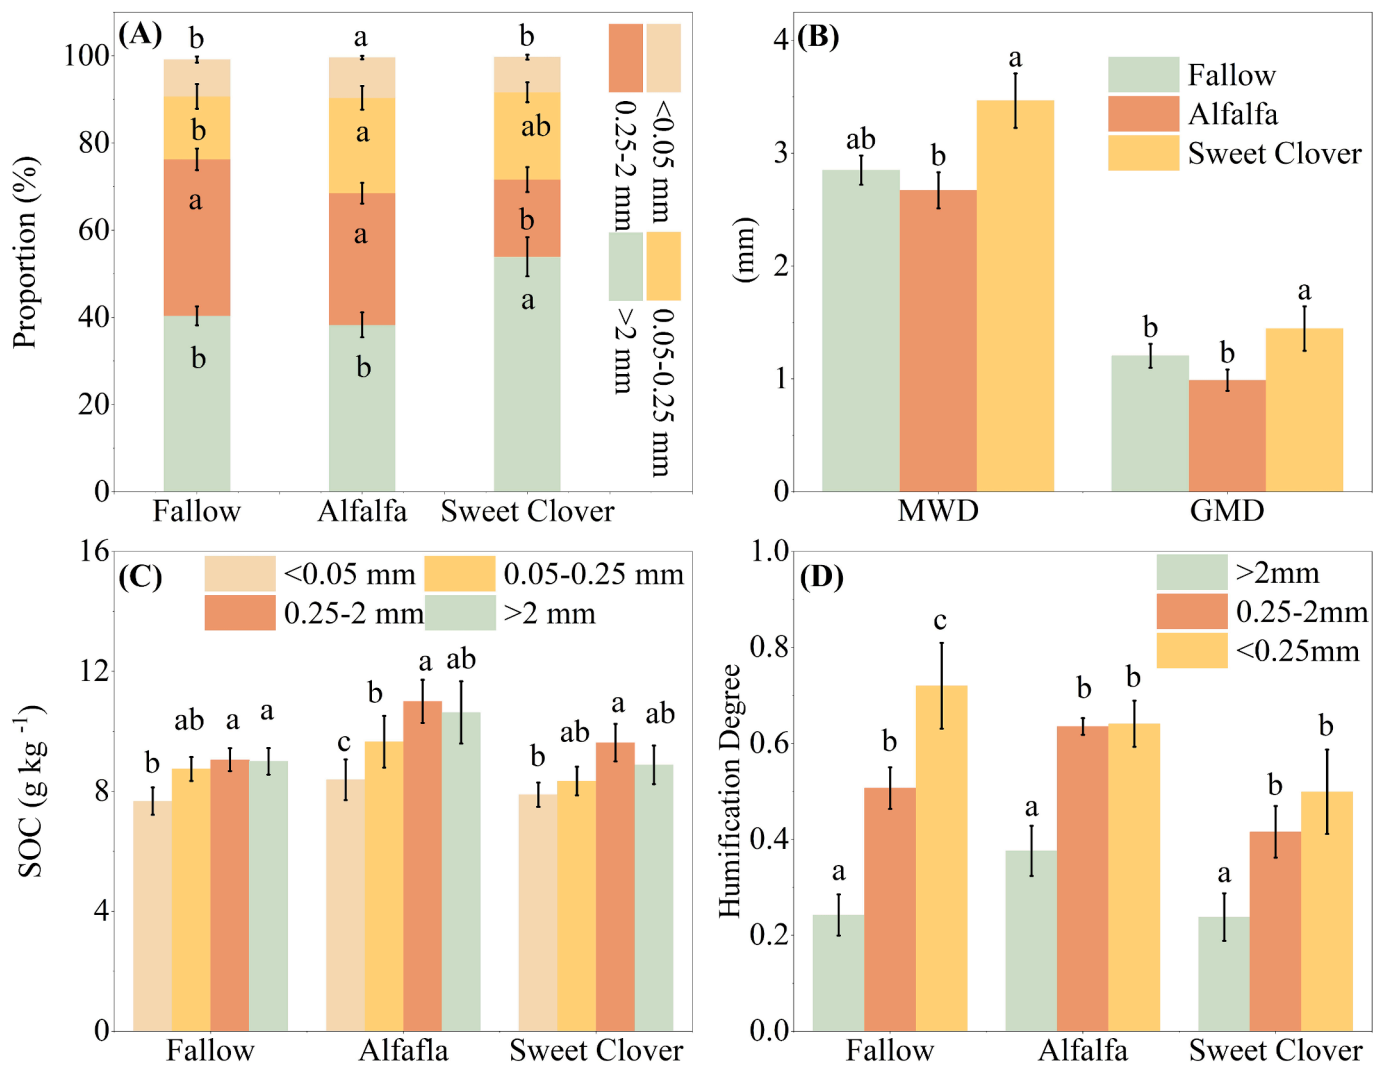 (A)
b
a
b
100
80
60
40
20
0
Proportion (%)
b
a
ab
a
a
b
b
b
a
<0.05 mm
0.25-2 mm
0.05-0.25 mm
>2 mm
Fallow
Alfalfa
Sweet Clover
(B)
4
3
2
1
0
(mm)
Fallow
Alfalfa
Sweet Clover
ab
b
a
b
b
a
MWD
GMD
(C)
16
12
8
4
0
SOC (g kg -1)
<0.05 mm
0.05-0.25 mm
0.25-2 mm
>2 mm
b
ab
a
a
c
b
a
ab
b
ab
a
ab
Fallow
Alfafla
Sweet Clover
(D)
1.0
0.8
0.6
0.4
0.2
0.0
Humification Degree
>2mm
0.25-2mm
<0.25mm
a
b
c
a
b
b
a
b
b
Fallow
Alfalfa
Sweet Clover